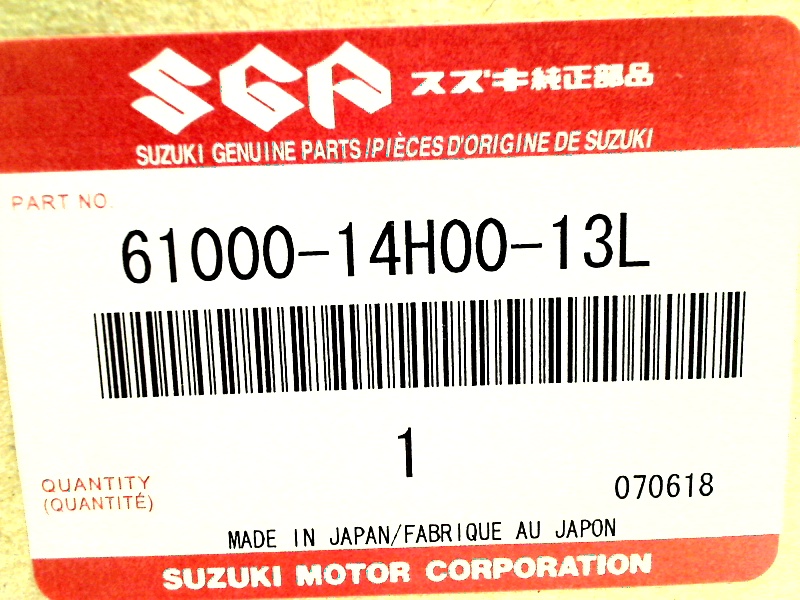 SGP スズキ純正部品
SUZUKI GENUINE PARTS/PIÈCES D'ORIGINE DE SUZUKI
PART NO.
61000-14H00-13L
1
QUANTITY
(QUANTITÉ)
070618
MADE IN JAPAN/FABRIQUE AU JAPON
SUZUKI MOTOR CORPORATION